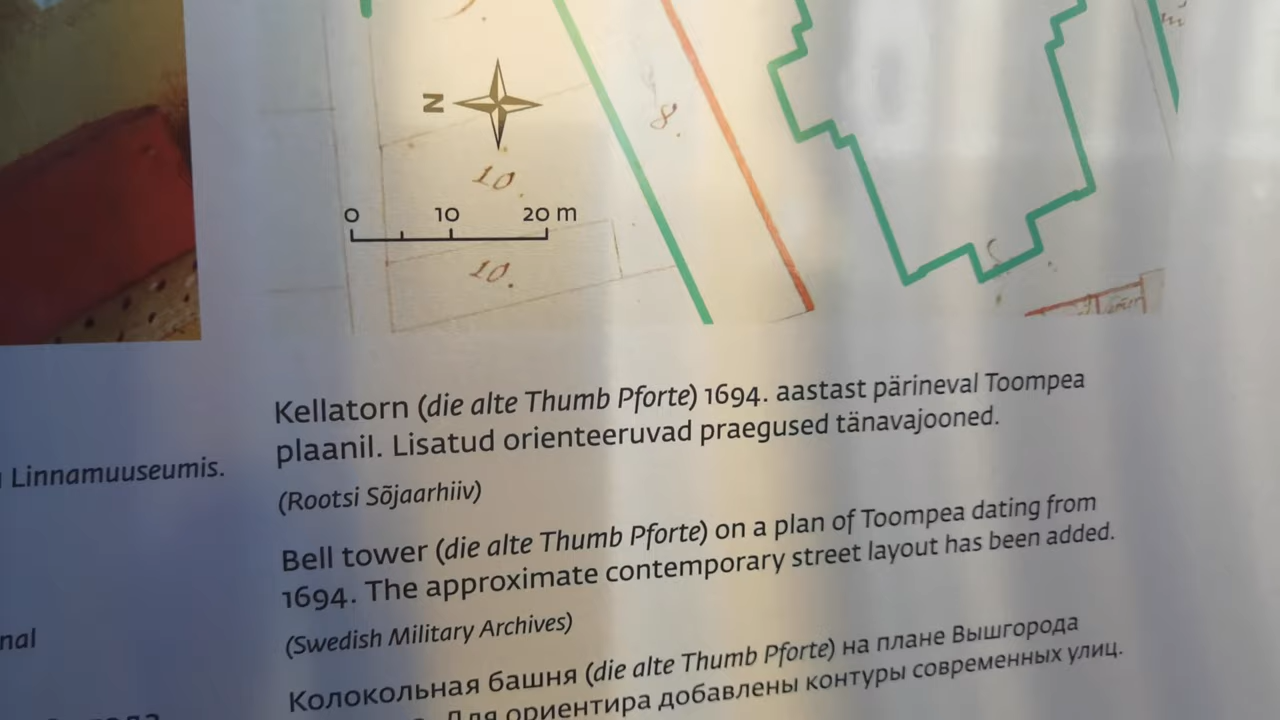 8.
N
10.
0 10 20 m
10.
Kellatorn (die alte Thumb Pforte) 1694. aastast pärineval Toompea
plaanil. Lisatud orienteeruvad praegused tänavajooned.
Linnamuuseumis.
(Rootsi Sõjaarhiiv)
Bell tower (die alte Thumb Pforte) on a plan of Toompea dating from
1694. The approximate contemporary street layout has been added.
(Swedish Military Archives)
nal
Колокольная башня (die alte Thumb Pforte) на плане Вышгорода
Для ориентира добавлены контуры современных улиц.